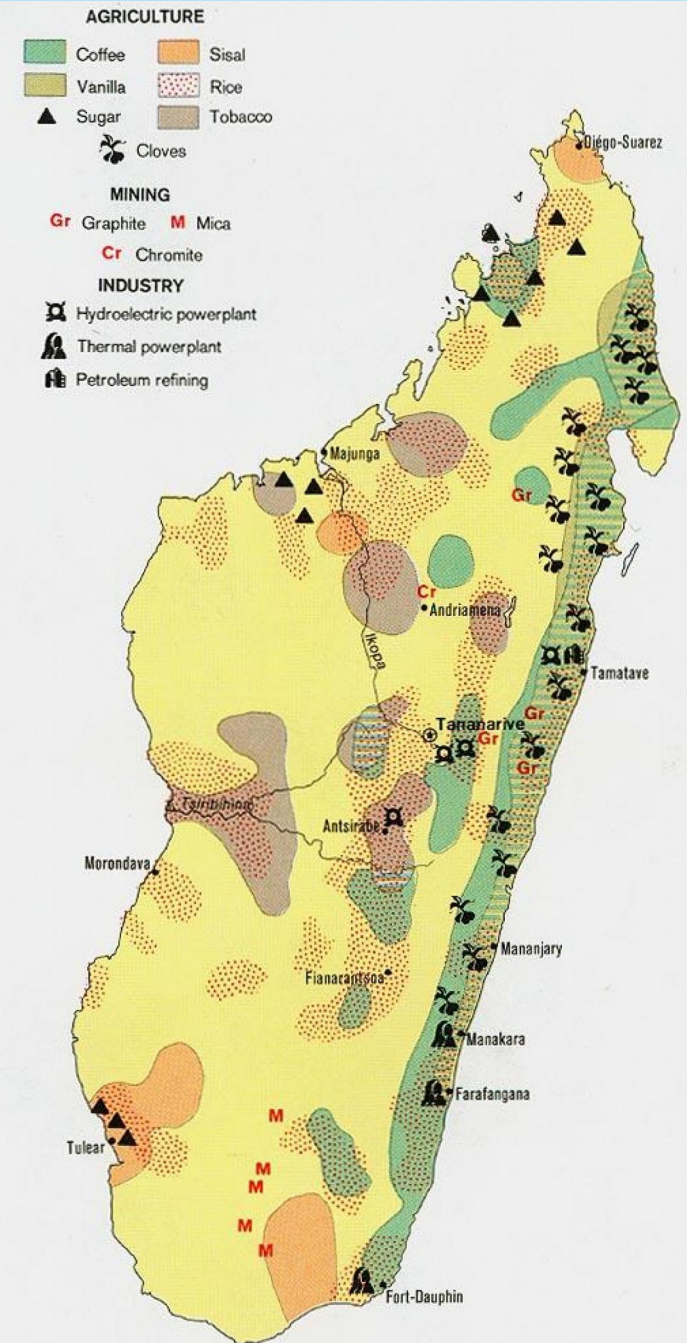 AGRICULTURE
Coffee
Sisal
Vanilla
Rice
Sugar
Tobacco
Cloves
MINING
Gr Graphite
M Mica
Cr Chromite
INDUSTRY
Hydroelectric powerplant
Thermal powerplant
Petroleum refining
Diégo-Suarez
Majunga
Gr
Cr
Andriamena
Ikopa
Tamatave
Gr
Tananarive
Gr
Gr
Tsiribihina
Antsirabe
Morondava
Mananjary
Fianarantsoa
Manakara
Farafangana
M
Tulear
M
M
M
M
Fort-Dauphin